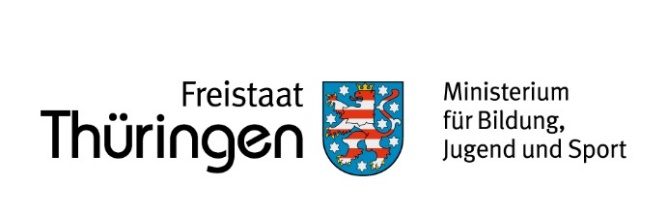 Freistaat
Thüringen
Ministerium
für Bildung,
Jugend und Sport